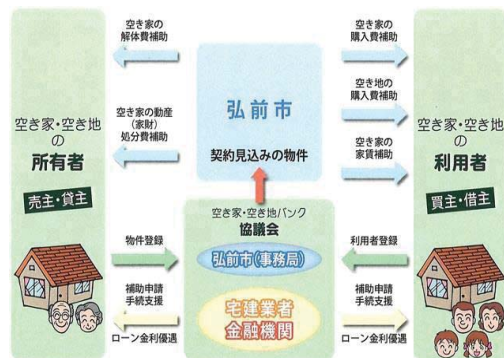 空き家・空き地
の
所有者
売主・貸主
空き家の
解体費補助
空き家の動産
(家財)
処分費補助
物件登録
補助申請
手続支援
ローン金利優遇
弘前市
契約見込みの物件
空き家・空き地バンク
協議会
弘前市(事務局)
宅建業者
金融機関
空き家の
購入費補助
空き地の
購入費補助
空き家の
家賃補助
利用者登録
補助申請
手続支援
ローン金利優遇
空き家・空き地
の
利用者
買主・借主